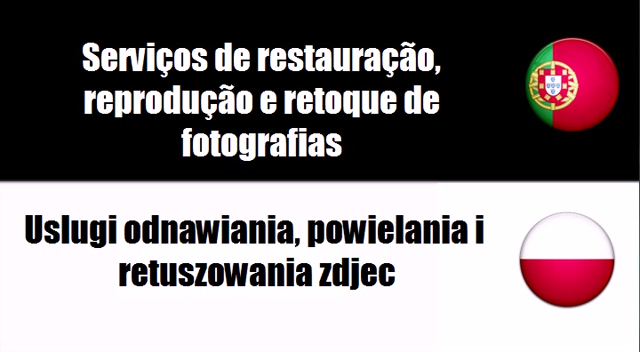 Serviços de restauração,
reprodução e retoque de
fotografias
Uslugi odnawiania, powielania i
retuszowania zdjec